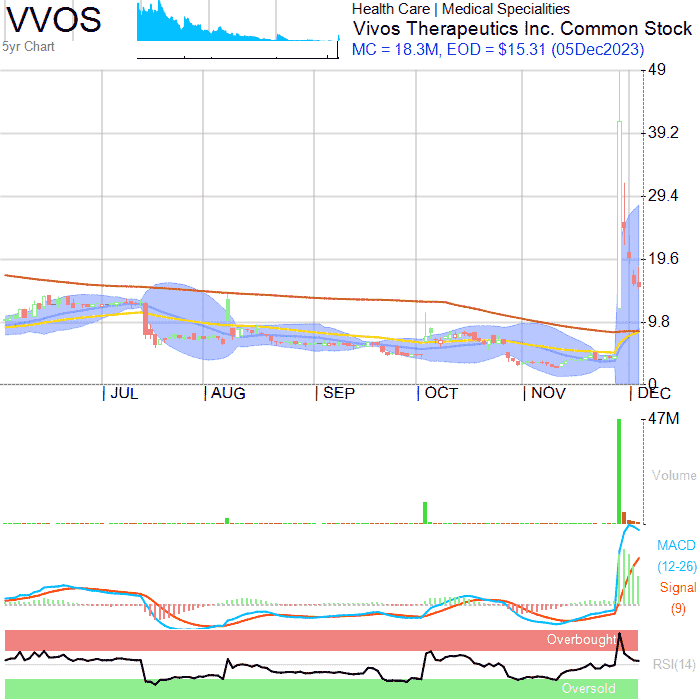 VVOS
5yr Chart
Health Care | Medical Specialities
Vivos Therapeutics Inc. Common Stock
MC = 18.3M, EOD = $15.31 (05Dec2023)
49
39.2
29.4
19.6
9.8
0
JUL AUG SEP OCT NOV DEC
47M
Volume
MACD
(12-26)
Signal
(9)
Overbought
RSI(14)
Oversold